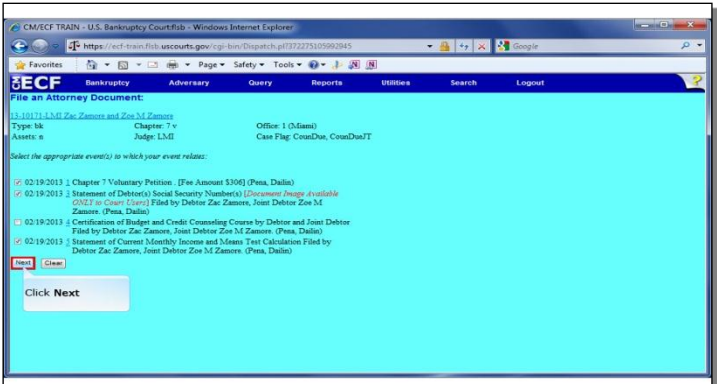 CM/ECF TRAIN - U.S. Bankruptcy Court:flsb - Windows Internet Explorer
https://ecf-train.flsb.uscourts.gov/cgi-bin/Dispatch.pl?372275105992945
Google
Favorites Page Safety Tools
ECF Bankruptcy Adversary Query Reports Utilities Search Logout ?
File an Attorney Document:
13-10171-LMI Zac Zamore and Zoe M Zamore
Type: bk Chapter: 7 v Office: 1 (Miami)
Assets: n Judge: LMI Case Flag: CounDue, CounDueJT
Select the appropriate event(s) to which your event relates:
02/19/2013 1 Chapter 7 Voluntary Petition . [Fee Amount $306] (Pena, Dailin)
02/19/2013 3 Statement of Debtor(s) Social Security Number(s) [Document Image Available
ONLY to Court Users] Filed by Debtor Zac Zamore, Joint Debtor Zoe M
Zamore. (Pena, Dailin)
02/19/2013 4 Certification of Budget and Credit Counseling Course by Debtor and Joint Debtor
Filed by Debtor Zac Zamore, Joint Debtor Zoe M Zamore. (Pena, Dailin)
02/19/2013 5 Statement of Current Monthly Income and Means Test Calculation Filed by
Debtor Zac Zamore, Joint Debtor Zoe M Zamore. (Pena, Dailin)
Next Clear
Click Next